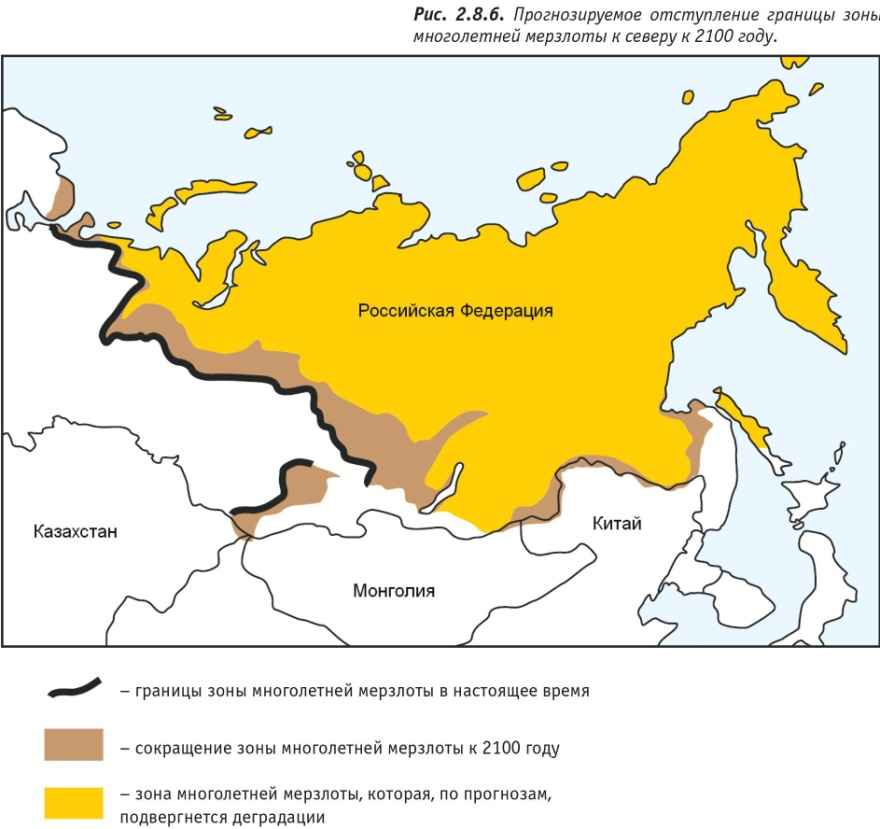 Рис. 2.8.6. Прогнозируемое отступление границы зоны
многолетней мерзлоты к северу к 2100 году.
Российская Федерация
Казахстан
Китай
Монголия
– границы зоны многолетней мерзлоты в настоящее время
– сокращение зоны многолетней мерзлоты к 2100 году
– зона многолетней мерзлоты, которая, по прогнозам,
подвергнется деградации